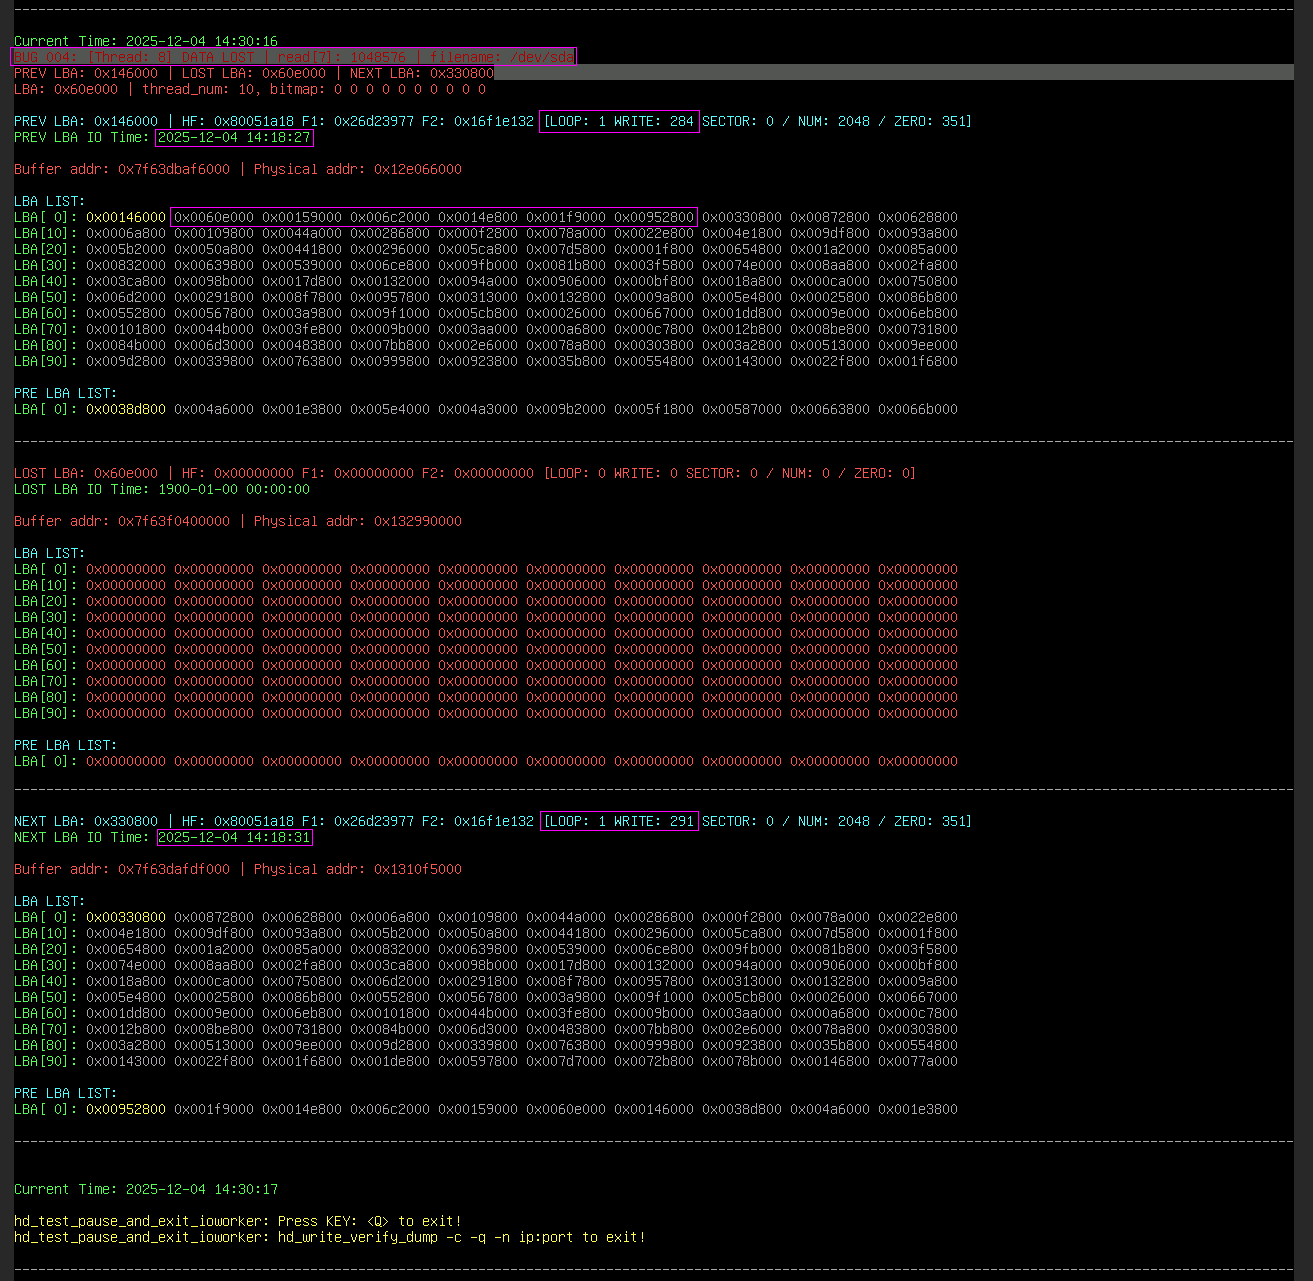 --------------------------------------------------------------------------------
Current Time: 2025-12-04 14:30:16
BUG 004: [Thread: 8] DATA LOST | read[7]: 1048576 | filename: /dev/sda
PREV LBA: 0x146000 | LOST LBA: 0x60e000 | NEXT LBA: 0x330800
LBA: 0x60e000 | thread_num: 10, bitmap: 0 0 0 0 0 0 0 0 0 0
PREV LBA: 0x146000 | HF: 0x80051a18 F1: 0x26d23977 F2: 0x16f1e132 [LOOP: 1 WRITE: 284 SECTOR: 0 / NUM: 2048 / ZERO: 351]
PREV LBA IO Time: 2025-12-04 14:18:27
Buffer addr: 0x7f63dbaf6000 | Physical addr: 0x12e066000
LBA LIST:
LBA[ 0]: 0x00146000 0x0060e000 0x00159000 0x006c2000 0x0014e800 0x001f9000 0x00952800 0x00330800 0x00872800 0x00628800
LBA[10]: 0x0006a800 0x00109800 0x0044a000 0x00286800 0x000f2800 0x0078a000 0x0022e800 0x004e1800 0x009df800 0x0093a800
LBA[20]: 0x005b2000 0x0050a800 0x00441800 0x00296000 0x005ca800 0x007d5800 0x0001f800 0x00654800 0x001a2000 0x0085a000
LBA[30]: 0x00832000 0x00639800 0x00539000 0x006ce800 0x009fb000 0x0081b800 0x003f5800 0x0074e000 0x008aa800 0x002fa800
LBA[40]: 0x003ca800 0x0098b000 0x0017d800 0x00132000 0x0094a000 0x00906000 0x000bf800 0x0018a800 0x000ca000 0x00750800
LBA[50]: 0x006d2000 0x00291800 0x008f7800 0x00957800 0x00313000 0x00132800 0x0009a800 0x005e4800 0x00025800 0x0086b800
LBA[60]: 0x00552800 0x00567800 0x003a9800 0x009f1000 0x005cb800 0x00026000 0x00667000 0x001dd800 0x0009e000 0x006eb800
LBA[70]: 0x00101800 0x0044b000 0x003fe800 0x0009b000 0x003aa000 0x000a6800 0x000c7800 0x0012b800 0x008be800 0x00731800
LBA[80]: 0x0084b000 0x006d3000 0x00483800 0x007bb800 0x002e6000 0x0078a800 0x00303800 0x003a2800 0x00513000 0x009ee000
LBA[90]: 0x009d2800 0x00339800 0x00763800 0x00999800 0x00923800 0x0035b800 0x00554800 0x00143000 0x0022f800 0x001f6800
PRE LBA LIST:
LBA[ 0]: 0x0038d800 0x004a6000 0x001e3800 0x005e4000 0x004a3000 0x009b2000 0x005f1800 0x00587000 0x00663800 0x0066b000
--------------------------------------------------------------------------------
LOST LBA: 0x60e000 | HF: 0x00000000 F1: 0x00000000 F2: 0x00000000 [LOOP: 0 WRITE: 0 SECTOR: 0 / NUM: 0 / ZERO: 0]
LOST LBA IO Time: 1900-01-00 00:00:00
Buffer addr: 0x7f63f0400000 | Physical addr: 0x132990000
LBA LIST:
LBA[ 0]: 0x00000000 0x00000000 0x00000000 0x00000000 0x00000000 0x00000000 0x00000000 0x00000000 0x00000000 0x00000000
LBA[10]: 0x00000000 0x00000000 0x00000000 0x00000000 0x00000000 0x00000000 0x00000000 0x00000000 0x00000000 0x00000000
LBA[20]: 0x00000000 0x00000000 0x00000000 0x00000000 0x00000000 0x00000000 0x00000000 0x00000000 0x00000000 0x00000000
LBA[30]: 0x00000000 0x00000000 0x00000000 0x00000000 0x00000000 0x00000000 0x00000000 0x00000000 0x00000000 0x00000000
LBA[40]: 0x00000000 0x00000000 0x00000000 0x00000000 0x00000000 0x00000000 0x00000000 0x00000000 0x00000000 0x00000000
LBA[50]: 0x00000000 0x00000000 0x00000000 0x00000000 0x00000000 0x00000000 0x00000000 0x00000000 0x00000000 0x00000000
LBA[60]: 0x00000000 0x00000000 0x00000000 0x00000000 0x00000000 0x00000000 0x00000000 0x00000000 0x00000000 0x00000000
LBA[70]: 0x00000000 0x00000000 0x00000000 0x00000000 0x00000000 0x00000000 0x00000000 0x00000000 0x00000000 0x00000000
LBA[80]: 0x00000000 0x00000000 0x00000000 0x00000000 0x00000000 0x00000000 0x00000000 0x00000000 0x00000000 0x00000000
LBA[90]: 0x00000000 0x00000000 0x00000000 0x00000000 0x00000000 0x00000000 0x00000000 0x00000000 0x00000000 0x00000000
PRE LBA LIST:
LBA[ 0]: 0x00000000 0x00000000 0x00000000 0x00000000 0x00000000 0x00000000 0x00000000 0x00000000 0x00000000 0x00000000
--------------------------------------------------------------------------------
NEXT LBA: 0x330800 | HF: 0x80051a18 F1: 0x26d23977 F2: 0x16f1e132 [LOOP: 1 WRITE: 291 SECTOR: 0 / NUM: 2048 / ZERO: 351]
NEXT LBA IO Time: 2025-12-04 14:18:31
Buffer addr: 0x7f63dafdf000 | Physical addr: 0x1310f5000
LBA LIST:
LBA[ 0]: 0x00330800 0x00872800 0x00628800 0x0006a800 0x00109800 0x0044a000 0x00286800 0x000f2800 0x0078a000 0x0022e800
LBA[10]: 0x004e1800 0x009df800 0x0093a800 0x005b2000 0x0050a800 0x00441800 0x00296000 0x005ca800 0x007d5800 0x0001f800
LBA[20]: 0x00654800 0x001a2000 0x0085a000 0x00832000 0x00639800 0x00539000 0x006ce800 0x009fb000 0x0081b800 0x003f5800
LBA[30]: 0x0074e000 0x008aa800 0x002fa800 0x003ca800 0x0098b000 0x0017d800 0x00132000 0x0094a000 0x00906000 0x000bf800
LBA[40]: 0x0018a800 0x000ca000 0x00750800 0x006d2000 0x00291800 0x008f7800 0x00957800 0x00313000 0x00132800 0x0009a800
LBA[50]: 0x005e4800 0x00025800 0x0086b800 0x00552800 0x00567800 0x003a9800 0x009f1000 0x005cb800 0x00026000 0x00667000
LBA[60]: 0x001dd800 0x0009e000 0x006eb800 0x00101800 0x0044b000 0x003fe800 0x0009b000 0x003aa000 0x000a6800 0x000c7800
LBA[70]: 0x0012b800 0x008be800 0x00731800 0x0084b000 0x006d3000 0x00483800 0x007bb800 0x002e6000 0x0078a800 0x00303800
LBA[80]: 0x003a2800 0x00513000 0x009ee000 0x009d2800 0x00339800 0x00763800 0x00999800 0x00923800 0x0035b800 0x00554800
LBA[90]: 0x00143000 0x0022f800 0x001f6800 0x001de800 0x00597800 0x007d7000 0x0072b800 0x0078b000 0x00146800 0x0077a000
PRE LBA LIST:
LBA[ 0]: 0x00952800 0x001f9000 0x0014e800 0x006c2000 0x00159000 0x0060e000 0x00146000 0x0038d800 0x004a6000 0x001e3800
--------------------------------------------------------------------------------
Current Time: 2025-12-04 14:30:17
hd_test_pause_and_exit_ioworker: Press KEY: <Q> to exit!
hd_test_pause_and_exit_ioworker: hd_write_verify_dump -c -q -n ip:port to exit!
--------------------------------------------------------------------------------